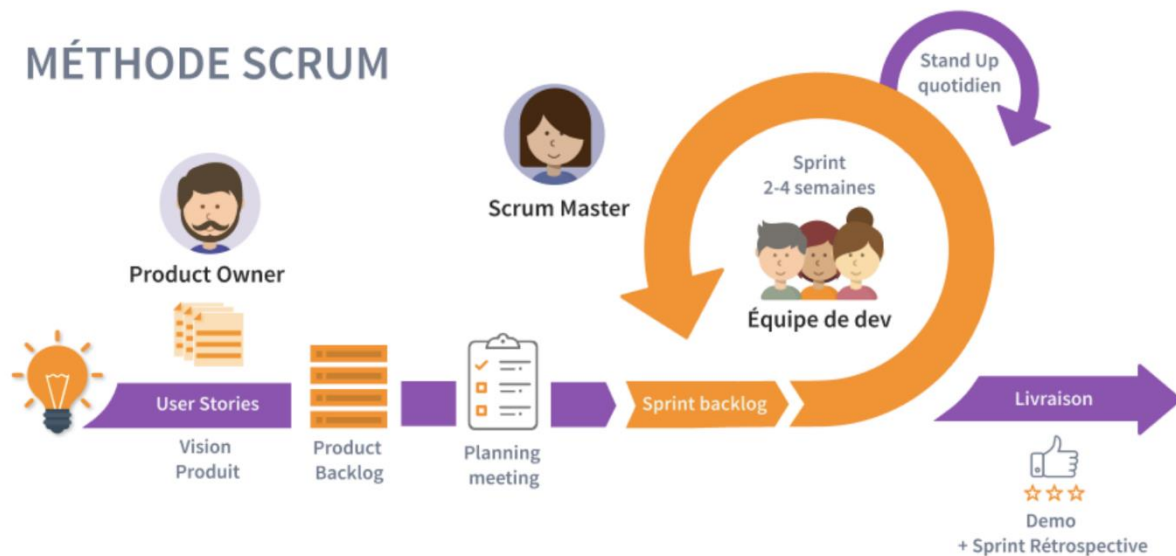 MÉTHODE SCRUM
Stand Up
quotidien
Scrum Master
Sprint
2-4 semaines
Équipe de dev
Product Owner
User Stories
Vision
Produit
Product
Backlog
Planning
meeting
Sprint backlog
Livraison
Demo
+ Sprint Rétrospective